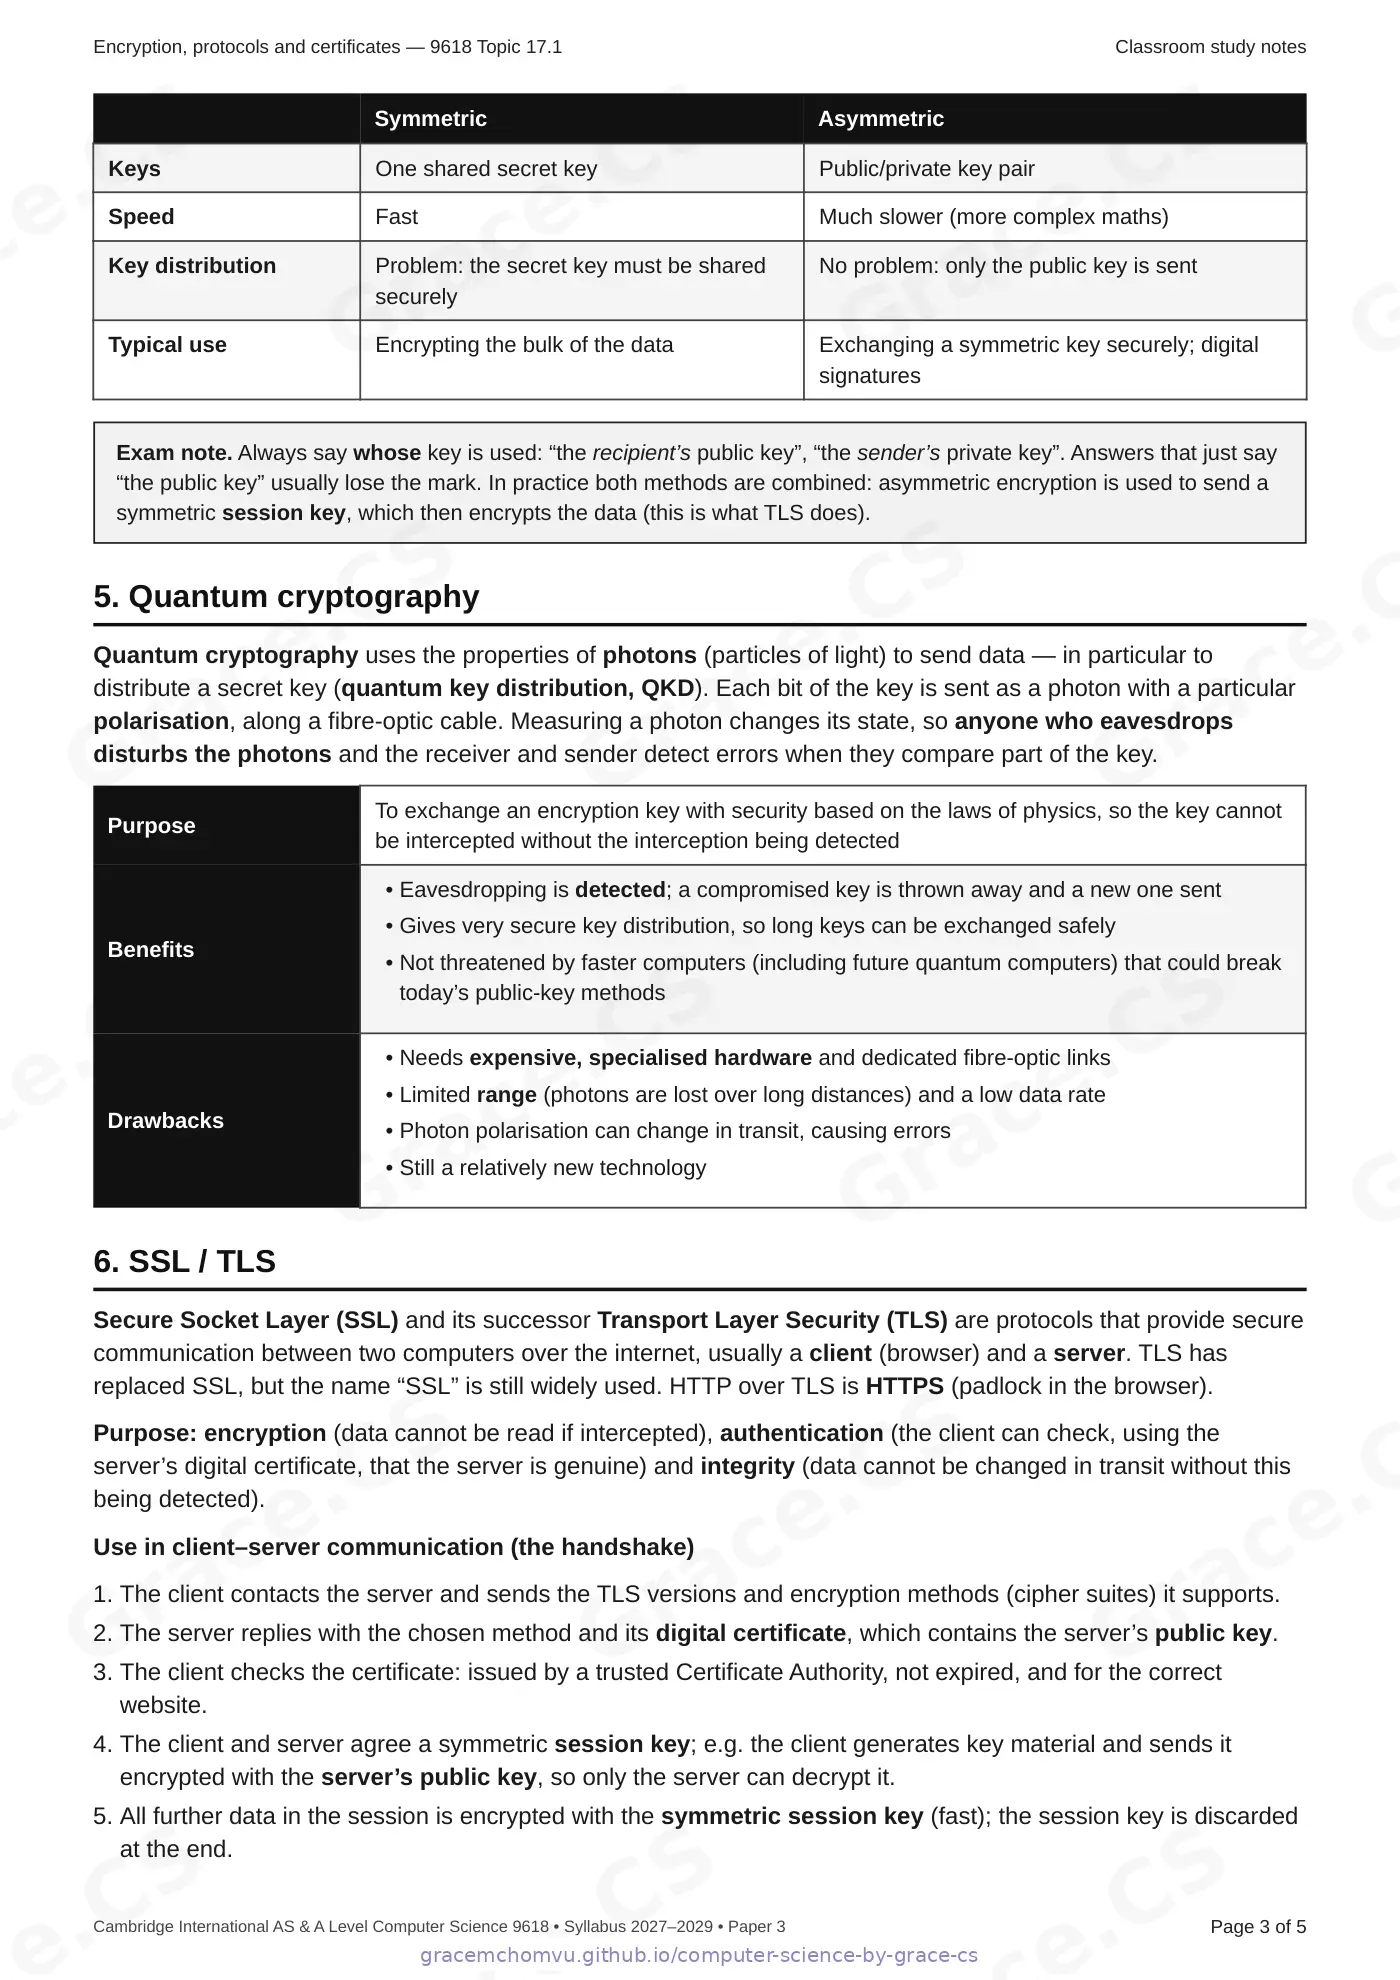 Encryption, protocols and certificates — 9618 Topic 17.1
Classroom study notes
Symmetric
Asymmetric
Keys
One shared secret key
Public/private key pair
Speed
Fast
Much slower (more complex maths)
Key distribution
Problem: the secret key must be shared
securely
No problem: only the public key is sent
Typical use
Encrypting the bulk of the data
Exchanging a symmetric key securely; digital
signatures
Exam note. Always say whose key is used: “the recipient’s public key”, “the sender’s private key”. Answers that just say
“the public key” usually lose the mark. In practice both methods are combined: asymmetric encryption is used to send a
symmetric session key, which then encrypts the data (this is what TLS does).
5. Quantum cryptography
Quantum cryptography uses the properties of photons (particles of light) to send data — in particular to
distribute a secret key (quantum key distribution, QKD). Each bit of the key is sent as a photon with a particular
polarisation, along a fibre-optic cable. Measuring a photon changes its state, so anyone who eavesdrops
disturbs the photons and the receiver and sender detect errors when they compare part of the key.
Purpose
To exchange an encryption key with security based on the laws of physics, so the key cannot
be intercepted without the interception being detected
Benefits
• Eavesdropping is detected; a compromised key is thrown away and a new one sent
• Gives very secure key distribution, so long keys can be exchanged safely
• Not threatened by faster computers (including future quantum computers) that could break
today’s public-key methods
Drawbacks
• Needs expensive, specialised hardware and dedicated fibre-optic links
• Limited range (photons are lost over long distances) and a low data rate
• Photon polarisation can change in transit, causing errors
• Still a relatively new technology
6. SSL / TLS
Secure Socket Layer (SSL) and its successor Transport Layer Security (TLS) are protocols that provide secure
communication between two computers over the internet, usually a client (browser) and a server. TLS has
replaced SSL, but the name “SSL” is still widely used. HTTP over TLS is HTTPS (padlock in the browser).
Purpose: encryption (data cannot be read if intercepted), authentication (the client can check, using the
server’s digital certificate, that the server is genuine) and integrity (data cannot be changed in transit without this
being detected).
Use in client–server communication (the handshake)
1. The client contacts the server and sends the TLS versions and encryption methods (cipher suites) it supports.
2. The server replies with the chosen method and its digital certificate, which contains the server’s public key.
3. The client checks the certificate: issued by a trusted Certificate Authority, not expired, and for the correct
website.
4. The client and server agree a symmetric session key; e.g. the client generates key material and sends it
encrypted with the server’s public key, so only the server can decrypt it.
5. All further data in the session is encrypted with the symmetric session key (fast); the session key is discarded
at the end.
Cambridge International AS & A Level Computer Science 9618 • Syllabus 2027–2029 • Paper 3
Page 3 of 5
gracemchomvu.github.io/computer-science-by-grace-cs
Grace.CS